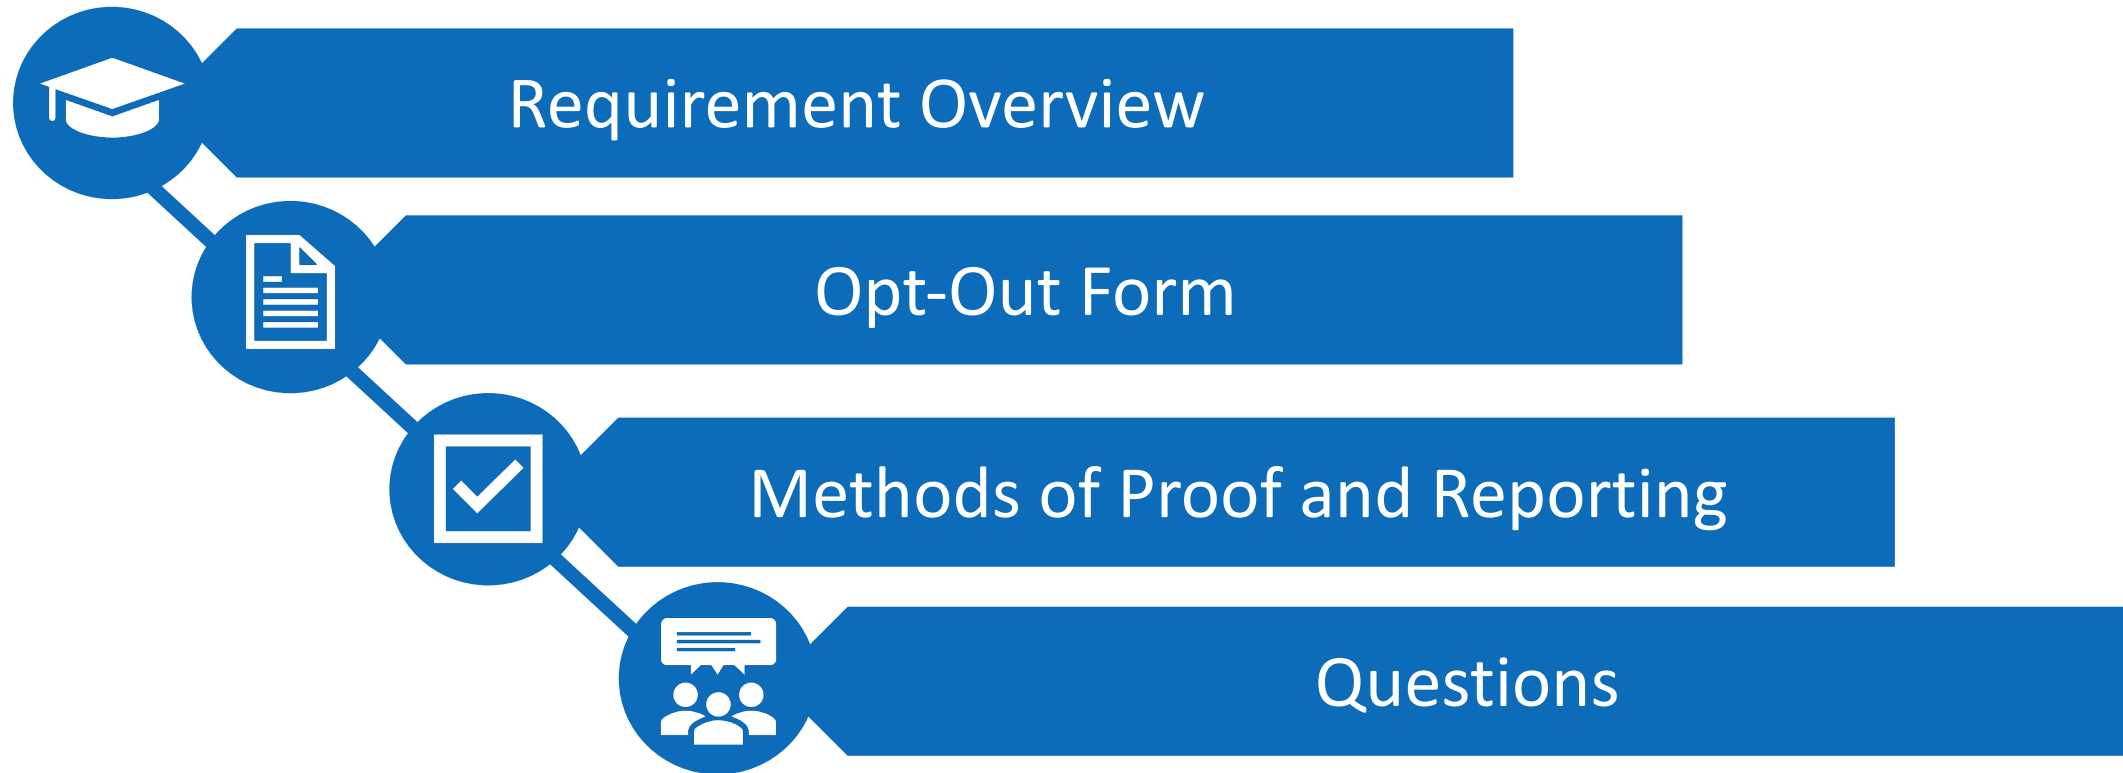 Requirement Overview
Opt-Out Form
Methods of Proof and Reporting
Questions